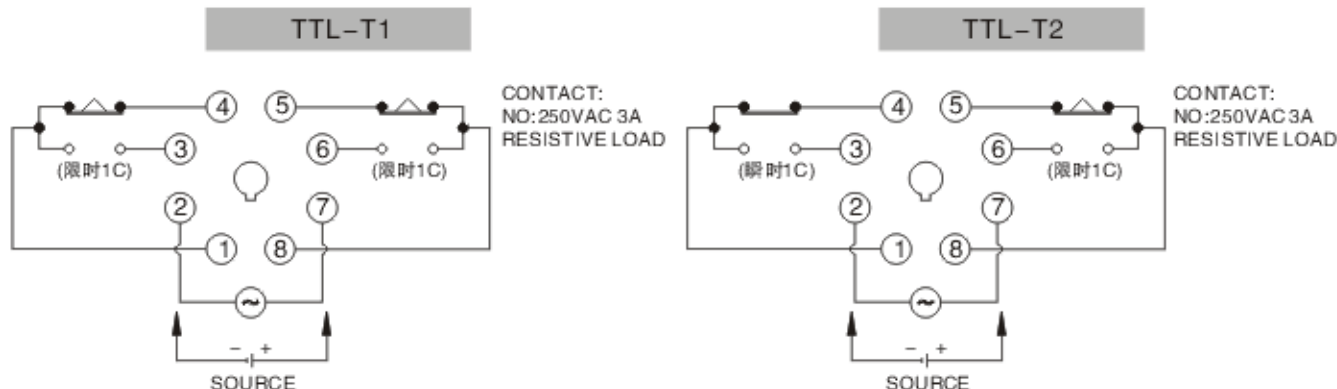 TTL-T1
4
5
3
6
(限时1C)
(限时1C)
2
7
1
8
~
- +
SOURCE
CONTACT:
NO:250VAC 3A
RESISTIVE LOAD
TTL-T2
4
5
3
6
(瞬时1C)
(限时1C)
2
7
1
8
~
- +
SOURCE
CONTACT:
NO:250VAC 3A
RESISTIVE LOAD